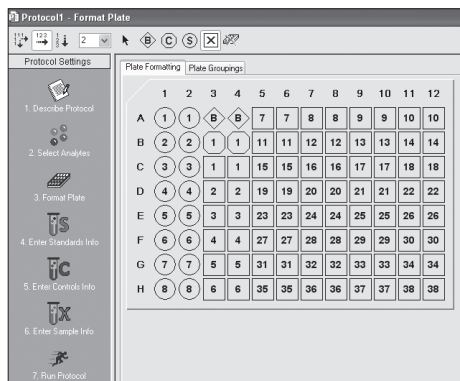 Protocol1 - Format Plate
2 B C S X
Protocol Settings
1. Describe Protocol
2. Select Analytes
3. Format Plate
S
4. Enter Standards Info
C
5. Enter Controls Info
X
6. Enter Sample Info
7. Run Protocol
Plate Formatting Plate Groupings
1 2 3 4 5 6 7 8 9 10 11 12
A 1 1 B B 7 7 8 8 9 9 10 10
B 2 2 1 1 11 11 12 12 13 13 14 14
C 3 3 1 1 15 15 16 16 17 17 18 18
D 4 4 2 2 19 19 20 20 21 21 22 22
E 5 5 3 3 23 23 24 24 25 25 26 26
F 6 6 4 4 27 27 28 28 29 29 30 30
G 7 7 5 5 31 31 32 32 33 33 34 34
H 8 8 6 6 35 35 36 36 37 37 38 38